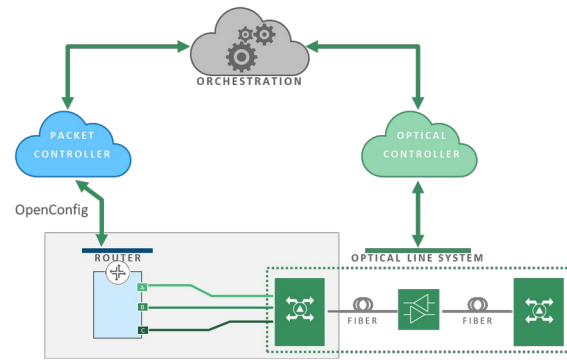 ORCHESTRATION
PACKET
CONTROLLER
OPTICAL
CONTROLLER
OpenConfig
ROUTER
OPTICAL LINE SYSTEM
A
B
C
FIBER
FIBER